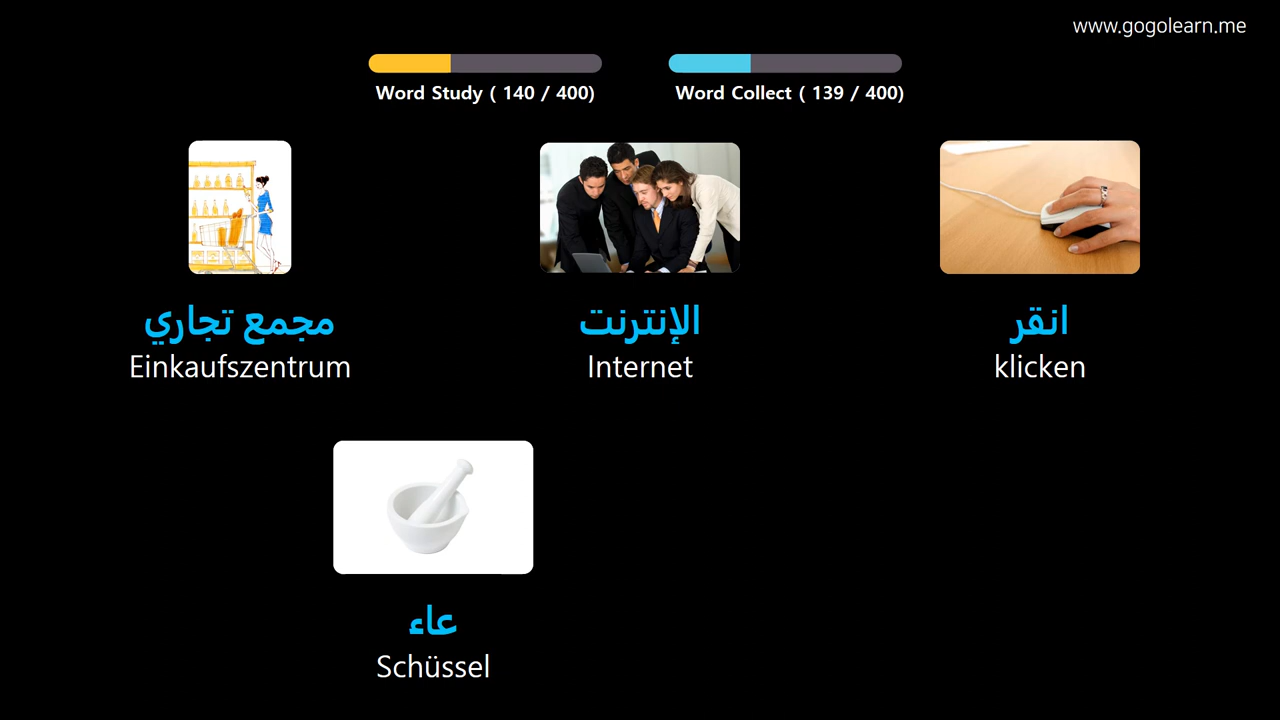 www.gogolearn.me
Word Study ( 140 / 400)
Word Collect ( 139 / 400)
مجمع تجاري
Einkaufszentrum
الإنترنت
Internet
انقر
klicken
عاء
Schüssel